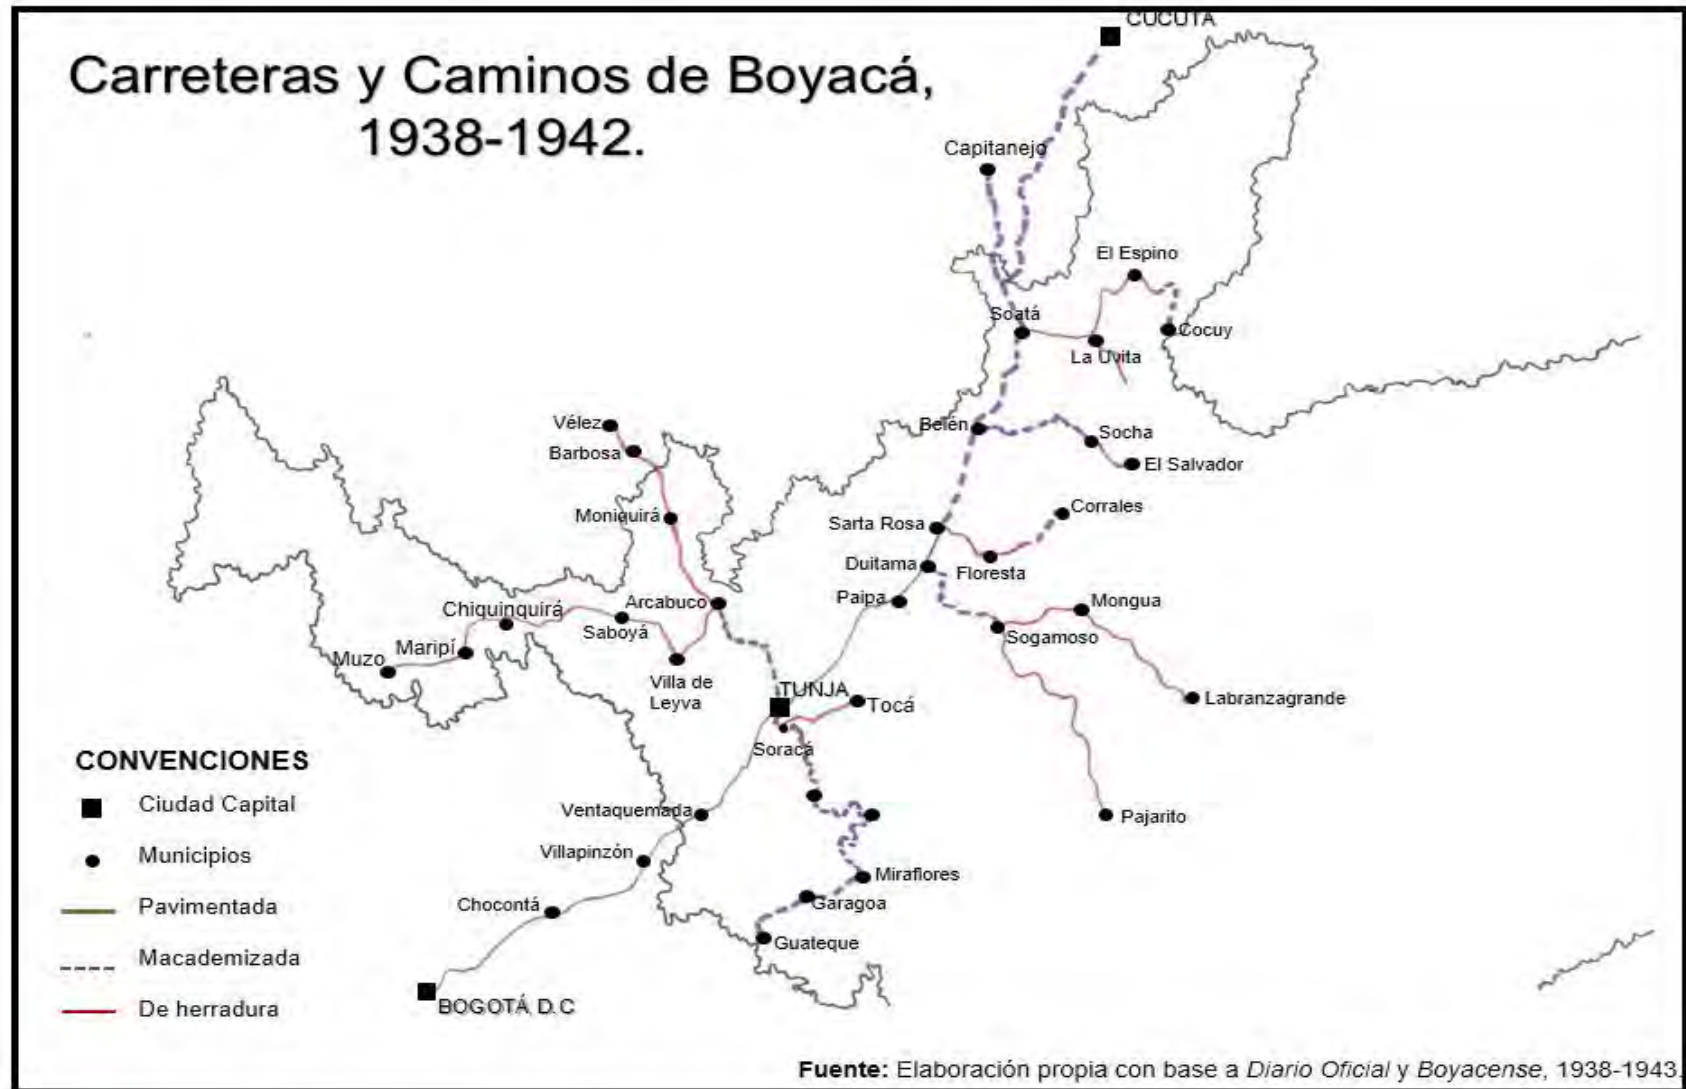 Carreteras y Caminos de Boyacá,
1938-1942.
CUCUTA
Capitanejo
El Espino
Soatá
Cocuy
La Uvita
Vélez
Belén
Socha
Barbosa
El Salvador
Moniquirá
Sarta Rosa
Corrales
Duitama
Floresta
Chiquinquirá
Arcabuco
Paipa
Mongua
Saboyá
Sogamoso
Muzo
Maripí
Villa de
Leyva
TUNJA
Tocá
Labranzagrande
Soracá
CONVENCIONES
Ciudad Capital
Ventaquemada
Pajarito
Municipios
Villapinzón
Miraflores
Pavimentada
Chocontá
Garagoa
Guateque
Macademizada
De herradura
BOGOTÁ D.C
Fuente: Elaboración propia con base a Diario Oficial y Boyacense, 1938-1943.